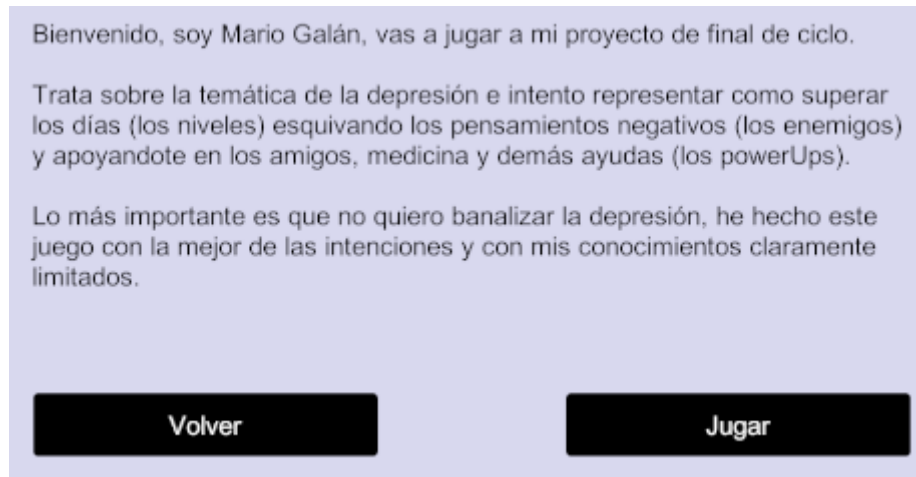 Bienvenido, soy Mario Galán, vas a jugar a mi proyecto de final de ciclo.
Trata sobre la temática de la depresión e intento representar como superar
los días (los niveles) esquivando los pensamientos negativos (los enemigos)
y apoyandote en los amigos, medicina y demás ayudas (los powerUps).
Lo más importante es que no quiero banalizar la depresión, he hecho este
juego con la mejor de las intenciones y con mis conocimientos claramente
limitados.
Volver
Jugar